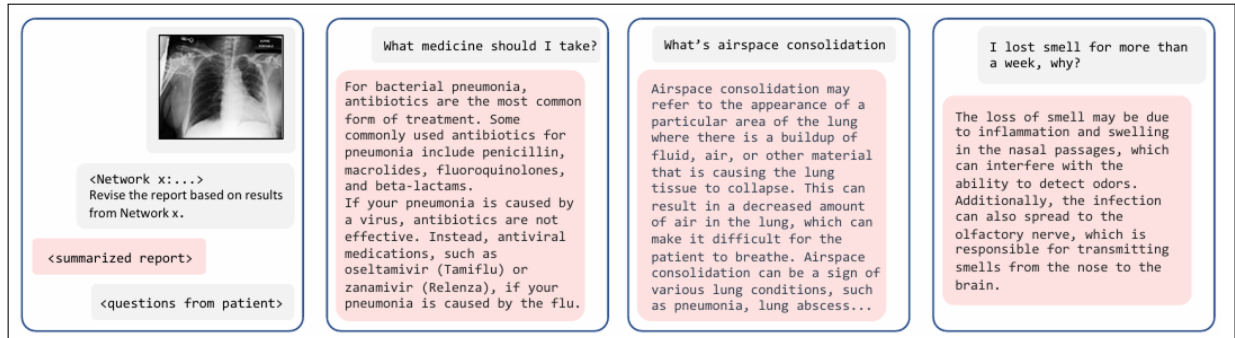 <Network x:...>
Revise the report based on results
from Network x.
<summarized report>
<questions from patient>
What medicine should I take?
For bacterial pneumonia,
antibiotics are the most common
form of treatment. Some
commonly used antibiotics for
pneumonia include penicillin,
macrolides, fluoroquinolones,
and beta-lactams.
If your pneumonia is caused by
a virus, antibiotics are not
effective. Instead, antiviral
medications, such as
oseltamivir (Tamiflu) or
zanamivir (Relenza), if your
pneumonia is caused by the flu.
What's airspace consolidation
Airspace consolidation may
refer to the appearance of a
particular area of the lung
where there is a buildup of
fluid, air, or other material
that is causing the lung
tissue to collapse. This can
result in a decreased amount
of air in the lung, which can
make it difficult for the
patient to breathe. Airspace
consolidation can be a sign of
various lung conditions, such
as pneumonia, lung abscess...
I lost smell for more than
a week, why?
The loss of smell may be due
to inflammation and swelling
in the nasal passages, which
can interfere with the
ability to detect odors.
Additionally, the infection
can also spread to the
olfactory nerve, which is
responsible for transmitting
smells from the nose to the
brain.